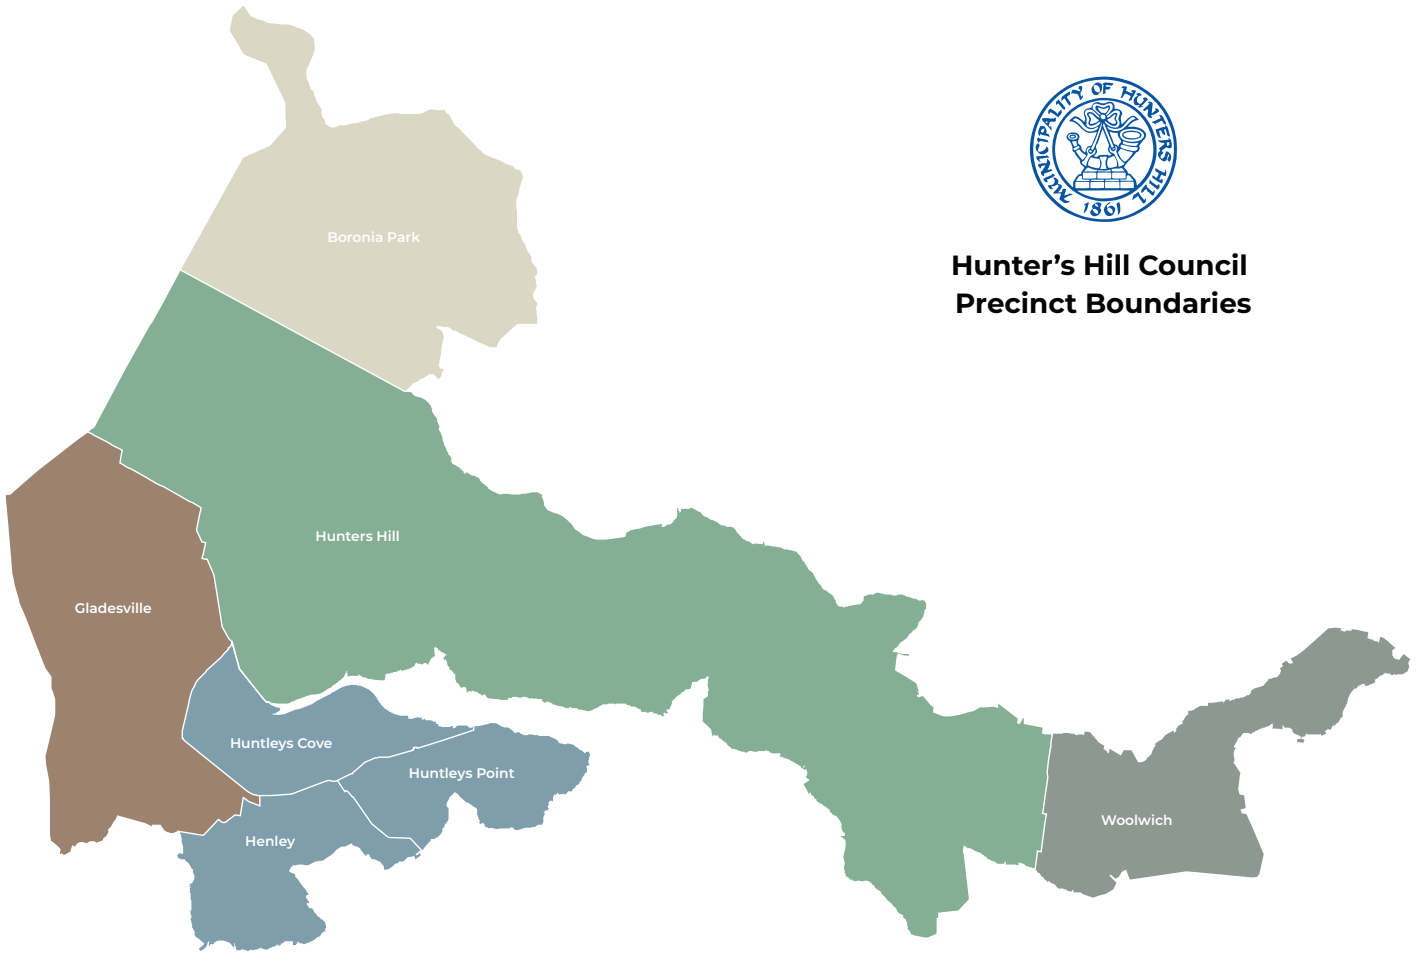 MUNICIPALITY OF HUNTERS HILL
1861
Hunter’s Hill Council
Precinct Boundaries
Boronia Park
Hunters Hill
Gladesville
Huntleys Cove
Huntleys Point
Woolwich
Henley